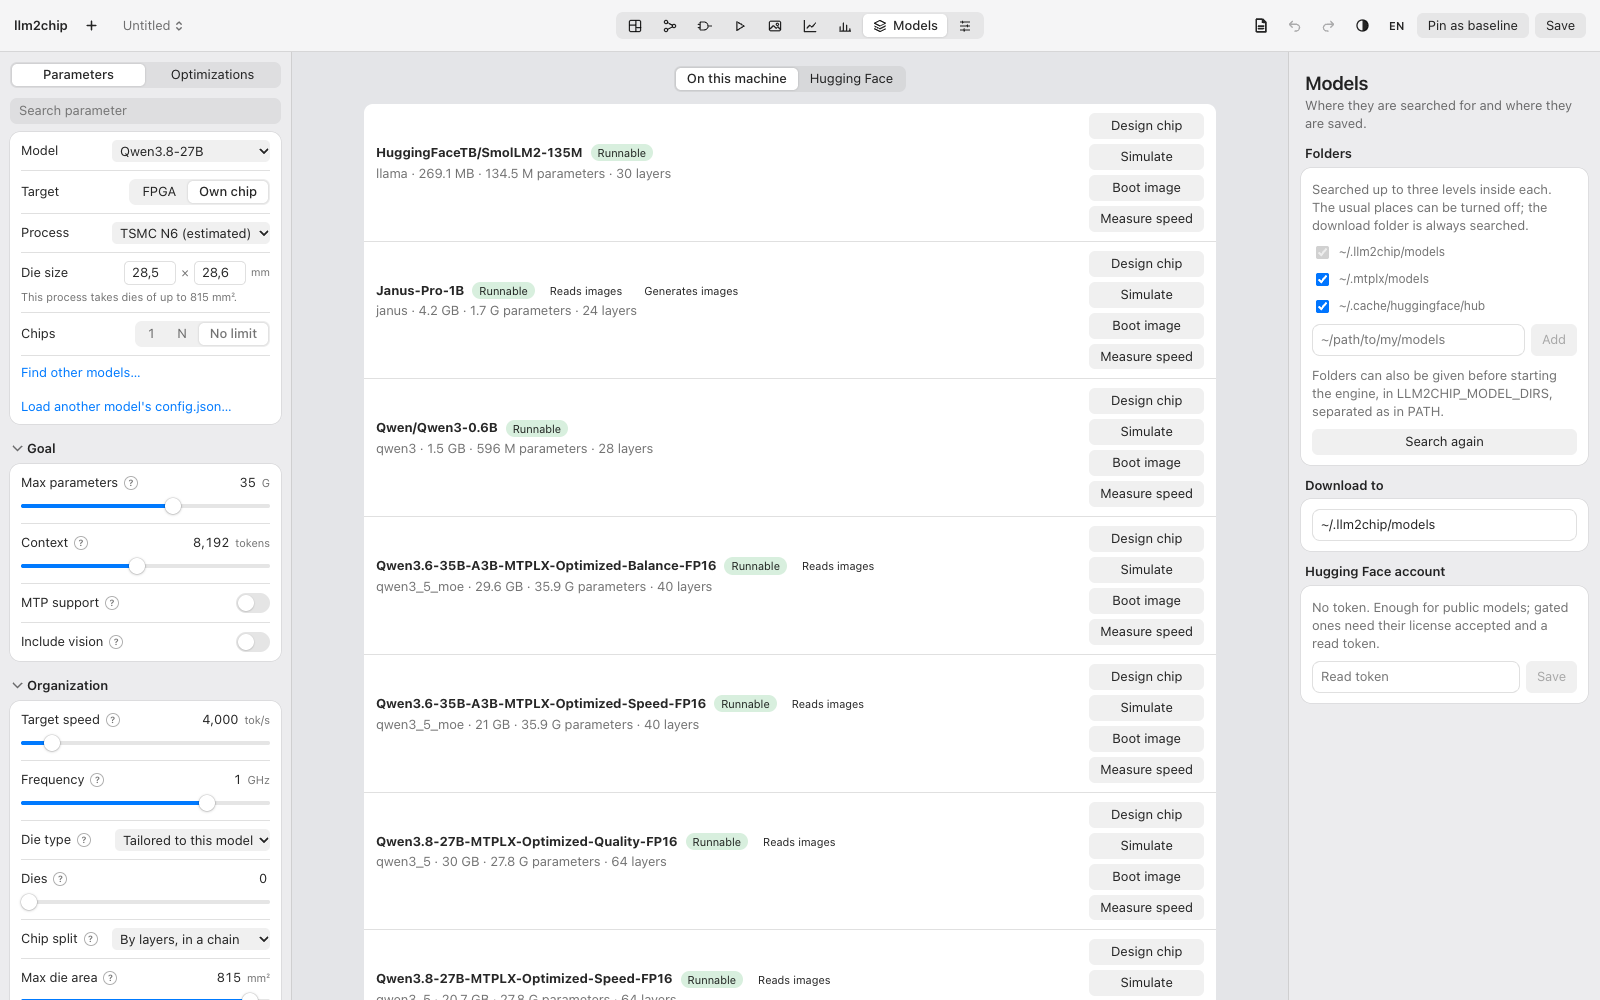 llm2chip
Untitled
Models
EN
Pin as baseline
Save
Parameters
Optimizations
Search parameter
Model
Qwen3.8-27B
Target
FPGA
Own chip
Process
TSMC N6 (estimated)
Die size
28,5 × 28,6 mm
This process takes dies of up to 815 mm².
Chips
1
N
No limit
Find other models...
Load another model's config.json...
Goal
Max parameters ? 35 G
Context ? 8,192 tokens
MTP support ?
Include vision ?
Organization
Target speed ? 4,000 tok/s
Frequency ? 1 GHz
Die type ? Tailored to this model
Dies ? 0
Chip split ? By layers, in a chain
Max die area ? 815 mm²
On this machine
Hugging Face
HuggingFaceTB/SmolLM2-135M Runnable
llama · 269.1 MB · 134.5 M parameters · 30 layers
Design chip
Simulate
Boot image
Measure speed
Janus-Pro-1B Runnable Reads images Generates images
janus · 4.2 GB · 1.7 G parameters · 24 layers
Design chip
Simulate
Boot image
Measure speed
Qwen/Qwen3-0.6B Runnable
qwen3 · 1.5 GB · 596 M parameters · 28 layers
Design chip
Simulate
Boot image
Measure speed
Qwen3.6-35B-A3B-MTPLX-Optimized-Balance-FP16 Runnable Reads images
qwen3_5_moe · 29.6 GB · 35.9 G parameters · 40 layers
Design chip
Simulate
Boot image
Measure speed
Qwen3.6-35B-A3B-MTPLX-Optimized-Speed-FP16 Runnable Reads images
qwen3_5_moe · 21 GB · 35.9 G parameters · 40 layers
Design chip
Simulate
Boot image
Measure speed
Qwen3.8-27B-MTPLX-Optimized-Quality-FP16 Runnable Reads images
qwen3_5 · 30 GB · 27.8 G parameters · 64 layers
Design chip
Simulate
Boot image
Measure speed
Qwen3.8-27B-MTPLX-Optimized-Speed-FP16 Runnable Reads images
qwen3_5 · 20.7 GB · 27.8 G parameters · 64 layers
Design chip
Simulate
Models
Where they are searched for and where they
are saved.
Folders
Searched up to three levels inside each.
The usual places can be turned off; the
download folder is always searched.
~/.llm2chip/models
~/.mtplx/models
~/.cache/huggingface/hub
~/path/to/my/models
Add
Folders can also be given before starting
the engine, in LLM2CHIP_MODEL_DIRS,
separated as in PATH.
Search again
Download to
~/.llm2chip/models
Hugging Face account
No token. Enough for public models; gated
ones need their license accepted and a
read token.
Read token
Save